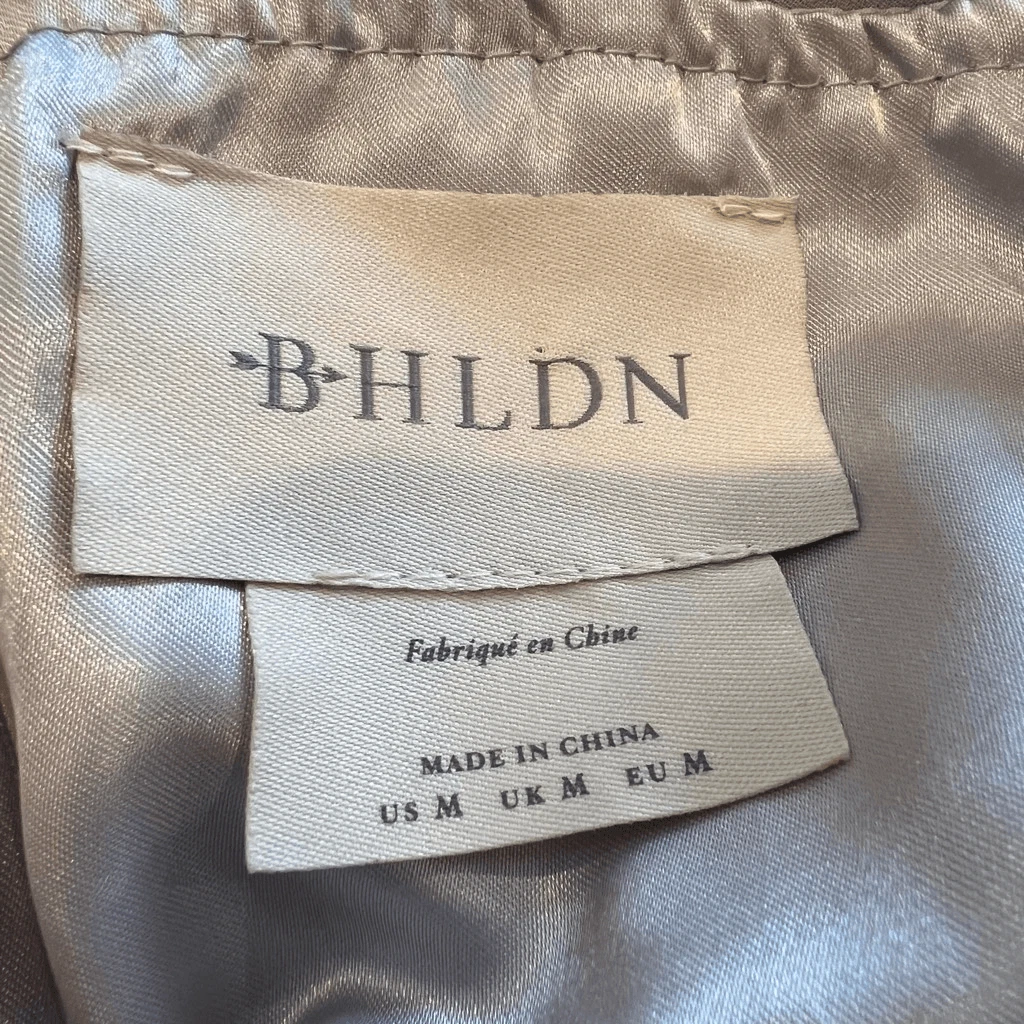 BHLDN
Fabriqué en Chine
MADE IN CHINA
US M UK M EU M